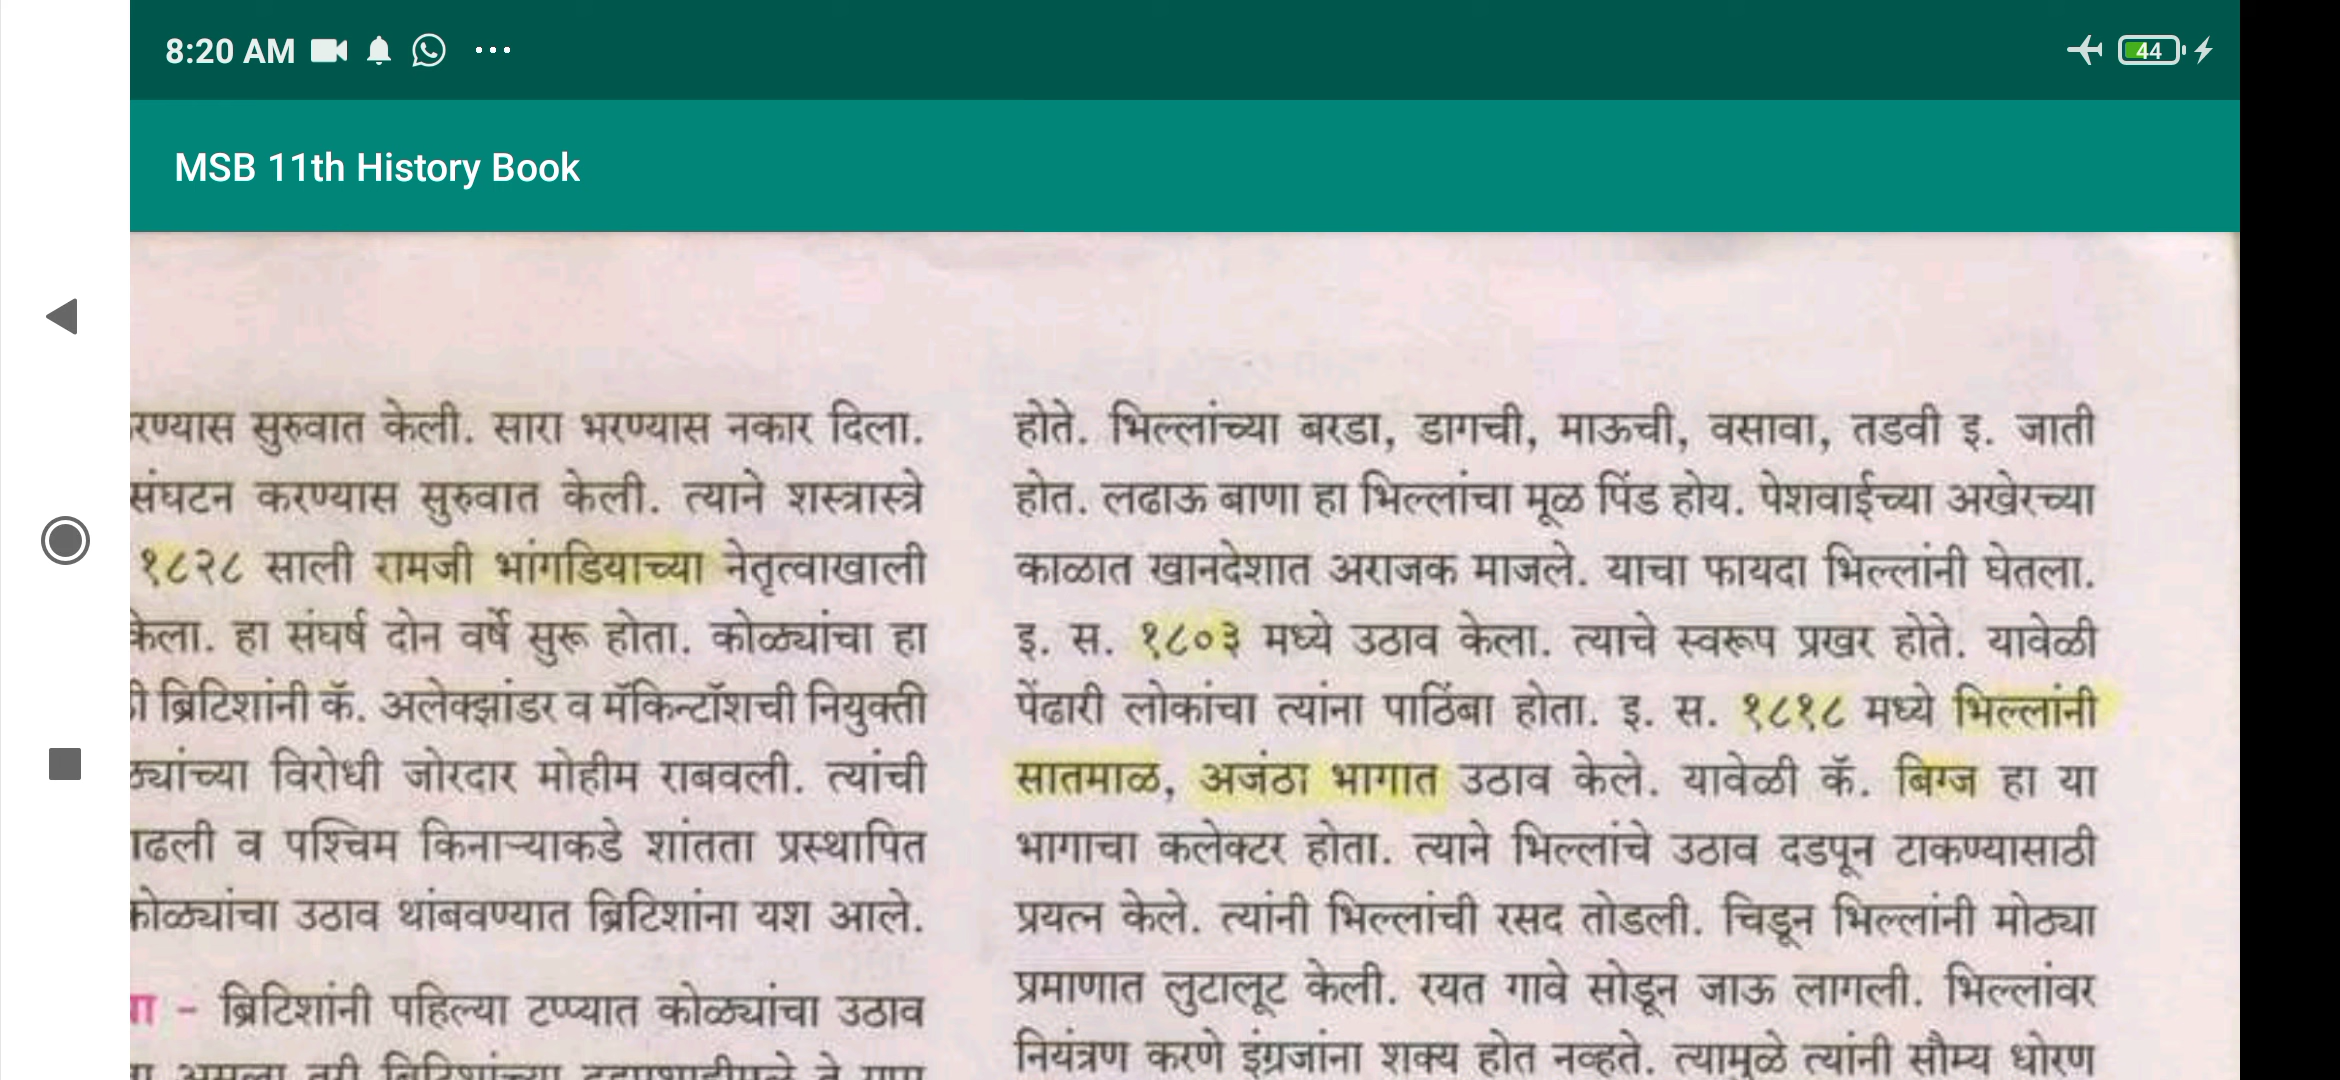 8:20 AM
44
MSB 11th History Book
रण्यास सुरुवात केली. सारा भरण्यास नकार दिला.
संघटन करण्यास सुरुवात केली. त्याने शस्त्रास्त्रे
१८२८ साली रामजी भांगडियाच्या नेतृत्वाखाली
केला. हा संघर्ष दोन वर्षे सुरू होता. कोळ्यांचा हा
ब्रिटिशांनी कॅ. अलेक्झांडर व मॅकिन्टॉशची नियुक्ती
विरोधी जोरदार मोहीम राबवली. त्यांची
व पश्चिम किनाऱ्याकडे शांतता प्रस्थापित
कोळ्यांचा उठाव थांबवण्यात ब्रिटिशांना यश आले.
- ब्रिटिशांनी पहिल्या टप्प्यात कोळ्यांचा उठाव
होते. भिल्लांच्या बरडा, डागची, माऊची, वसावा, तडवी इ. जाती
होत. लढाऊ बाणा हा भिल्लांचा मूळ पिंड होय. पेशवाईच्या अखेरच्या
काळात खानदेशात अराजक माजले. याचा फायदा भिल्लांनी घेतला.
इ. स. १८०३ मध्ये उठाव केला. त्याचे स्वरूप प्रखर होते. यावेळी
पेंढारी लोकांचा त्यांना पाठिंबा होता. इ. स. १८१८ मध्ये भिल्लांनी
सातमाळ, अजंठा भागात उठाव केले. यावेळी कॅ. बिग्ज हा या
भागाचा कलेक्टर होता. त्याने भिल्लांचे उठाव दडपून टाकण्यासाठी
प्रयत्न केले. त्यांनी भिल्लांची रसद तोडली. चिडून भिल्लांनी मोठ्या
प्रमाणात लुटालूट केली. रयत गावे सोडून जाऊ लागली. भिल्लांवर
नियंत्रण करणे इंग्रजांना शक्य होत नव्हते. त्यामुळे त्यांनी सौम्य धोरण